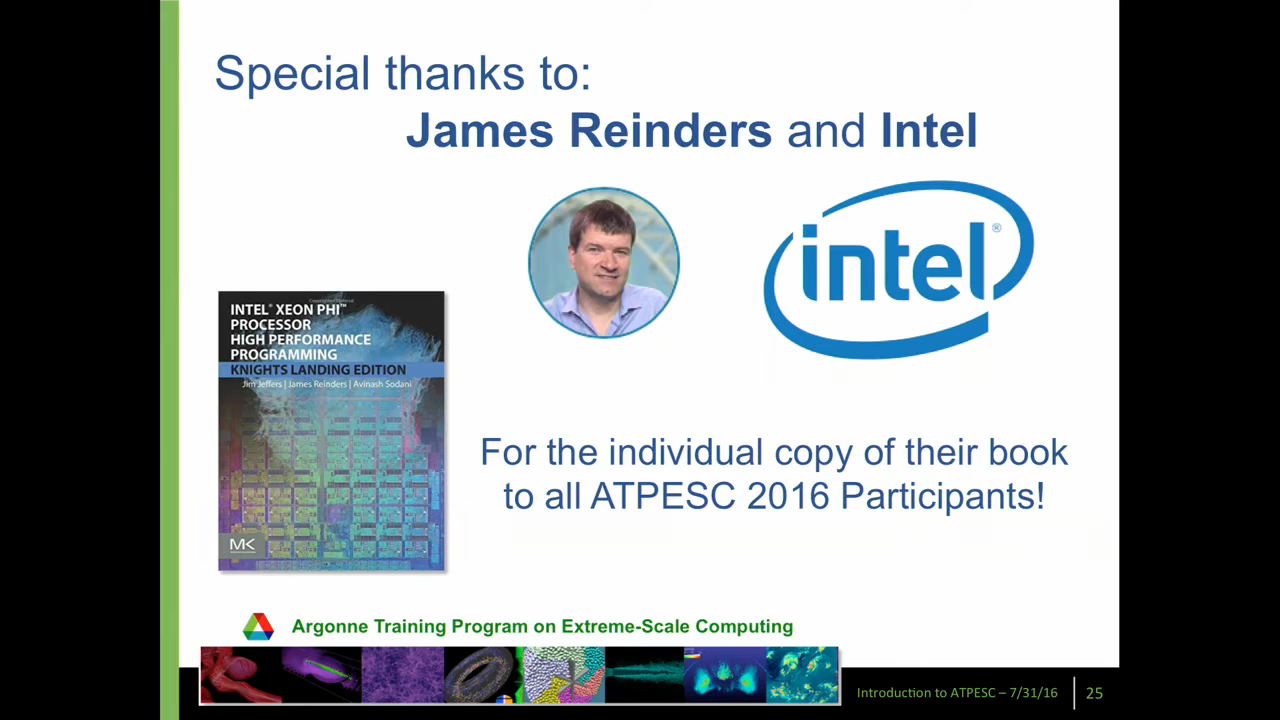 Special thanks to:
James Reinders and Intel
intel®
INTEL® XEON PHI™
PROCESSOR
HIGH PERFORMANCE
PROGRAMMING
KNIGHTS LANDING EDITION
Jim Jeffers | James Reinders | Avinash Sodani
For the individual copy of their book
to all ATPESC 2016 Participants!
MK
Argonne Training Program on Extreme-Scale Computing
Introduction to ATPESC – 7/31/16
25